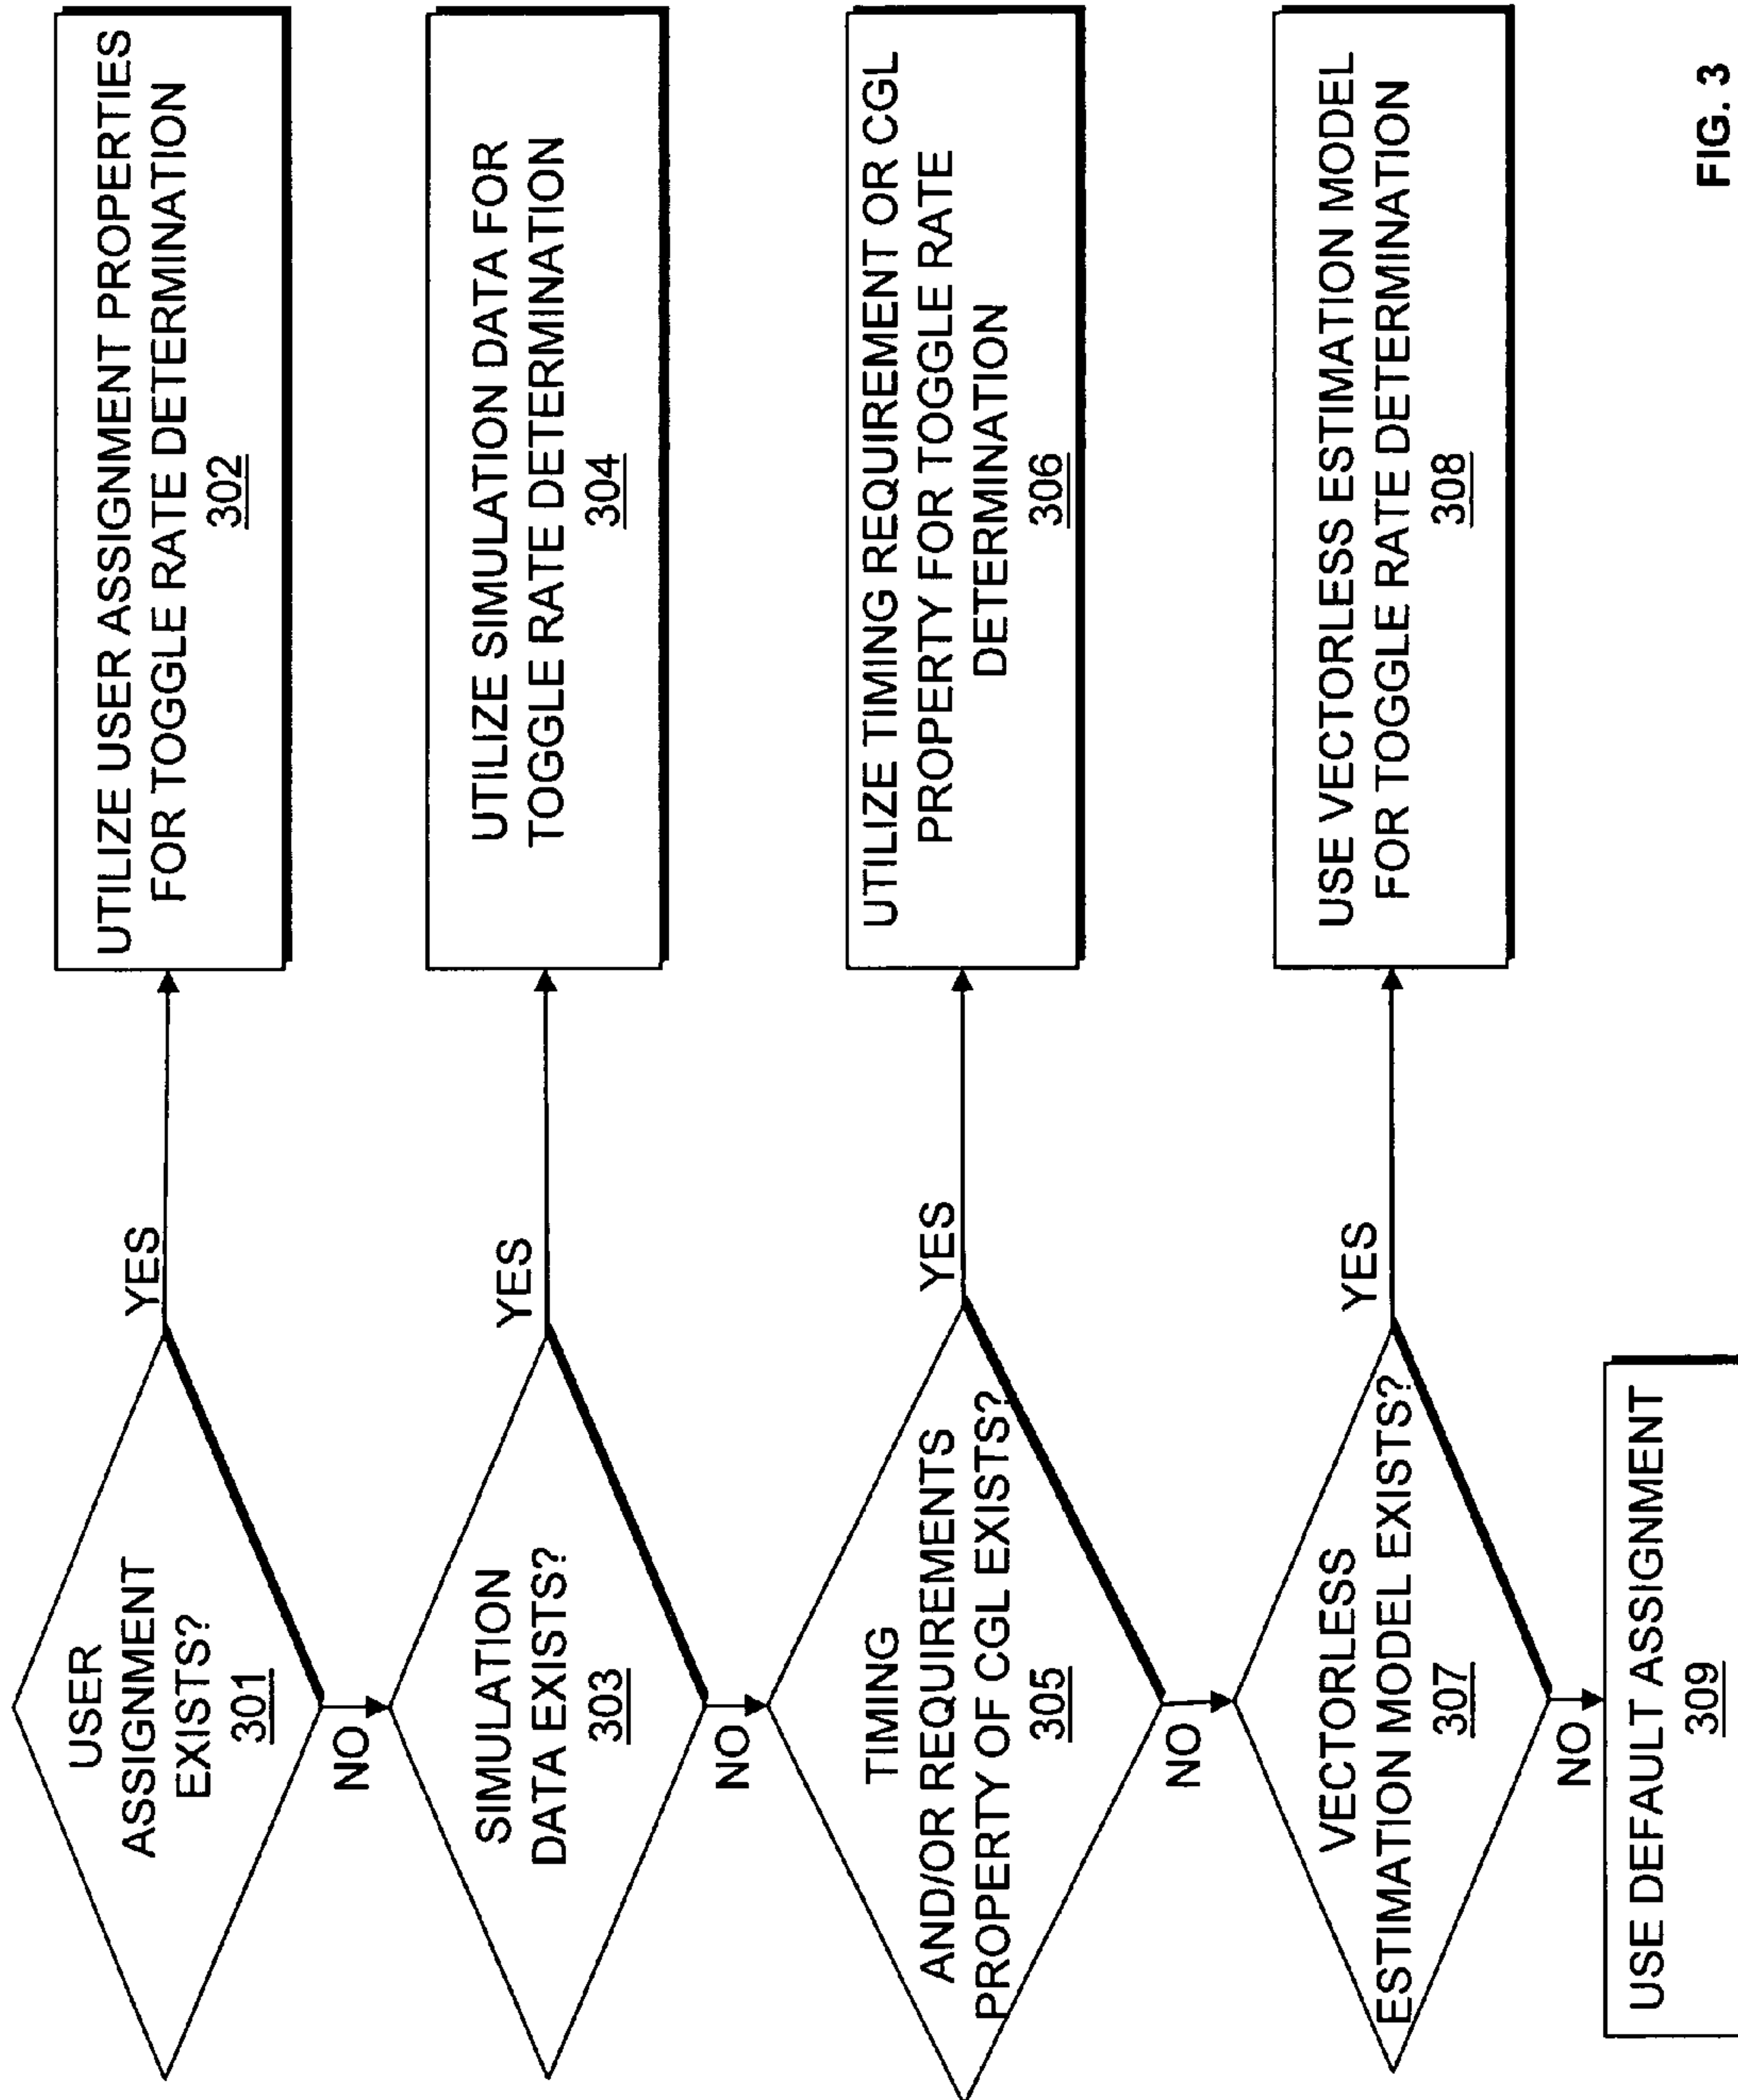 USER
ASSIGNMENT
EXISTS?
301
YES
UTILIZE USER ASSIGNMENT PROPERTIES
FOR TOGGLE RATE DETERMINATION
302
NO
SIMULATION
DATA EXISTS?
303
YES
UTILIZE SIMULATION DATA FOR
TOGGLE RATE DETERMINATION
304
NO
TIMING
AND/OR REQUIREMENTS
PROPERTY OF CGL EXISTS?
305
YES
UTILIZE TIMING REQUIREMENT OR CGL
PROPERTY FOR TOGGLE RATE
DETERMINATION
306
NO
VECTORLESS
ESTIMATION MODEL EXISTS?
307
YES
USE VECTORLESS ESTIMATION MODEL
FOR TOGGLE RATE DETERMINATION
308
NO
USE DEFAULT ASSIGNMENT
309
FIG. 3